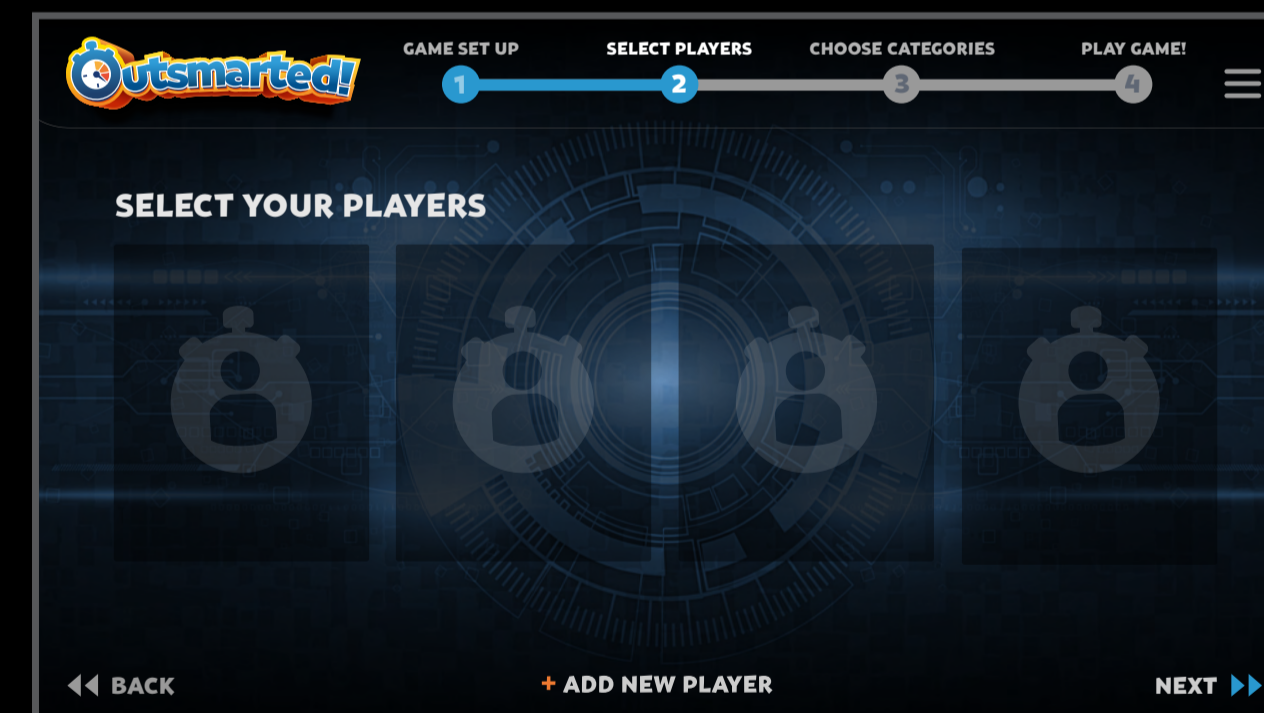 Outsmarted!
GAME SET UP SELECT PLAYERS CHOOSE CATEGORIES PLAY GAME!
1 2 3 4
SELECT YOUR PLAYERS
BACK + ADD NEW PLAYER NEXT